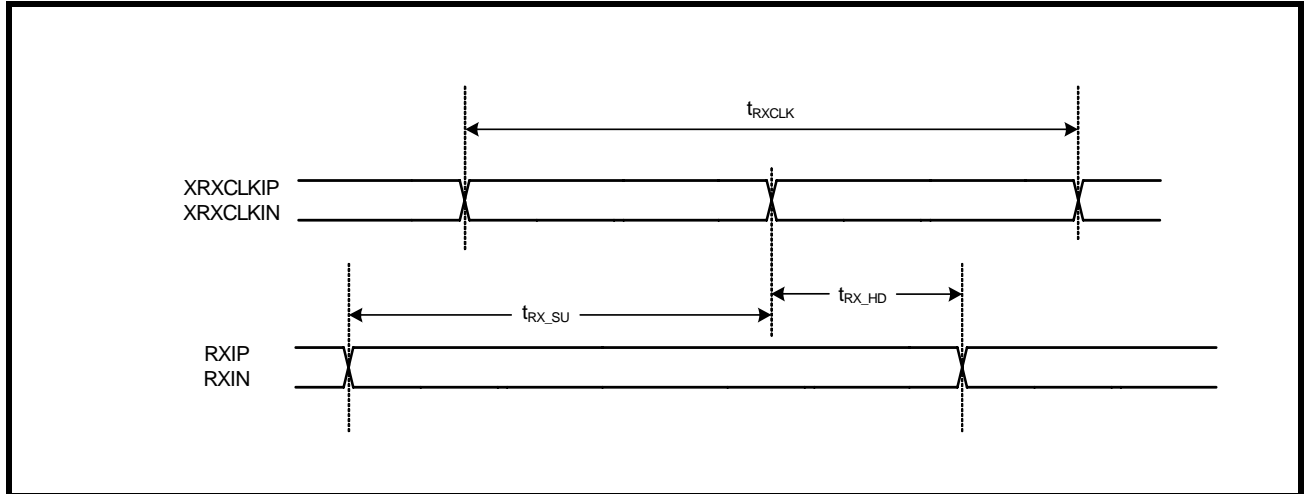 tRXCLK
XRXCLKIP
XRXCLKIN
tRX_HD
tRX_SU
RXIP
RXIN